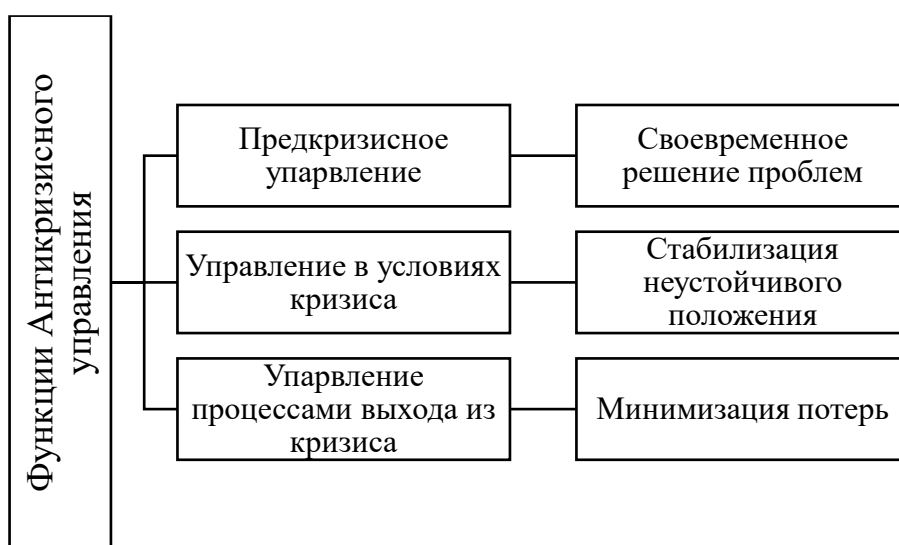 Функции Антикризисного
управления
Предкризисное
упарвление
Своевременное
решение проблем
Управление в условиях
кризиса
Стабилизация
неустойчивого
положения
Упарвление
процессами выхода из
кризиса
Минимизация потерь